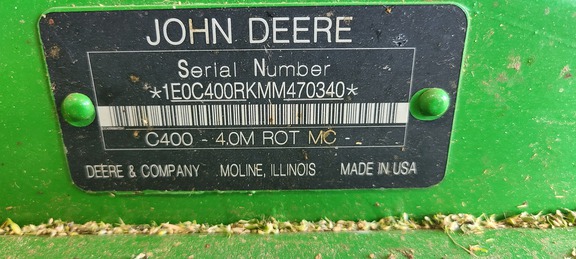 JOHN DEERE
Serial Number
*1E0C400RKMM470340*
C400 - 4.0M ROT MC -
DEERE & COMPANY MOLINE, ILLINOIS MADE IN USA